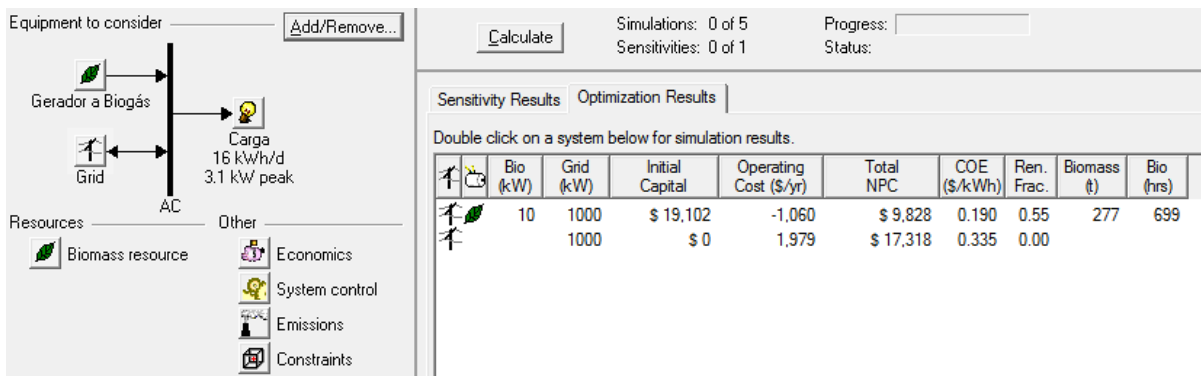 Equipment to consider
Add/Remove...
Gerador a Biogás
Grid
Carga
16 kWh/d
3.1 kW peak
AC
Resources
Biomass resource
Other
Economics
System control
Emissions
Constraints
Calculate
Simulations: 0 of 5
Sensitivities: 0 of 1
Progress:
Status:
Sensitivity Results
Optimization Results
Double click on a system below for simulation results.
Bio (kW) Grid (kW) Initial Capital Operating Cost ($/yr) Total NPC COE ($/kWh) Ren. Frac. Biomass (t) Bio (hrs)
10 1000 $ 19,102 -1,060 $ 9,828 0.190 0.55 277 699
1000 $ 0 1,979 $ 17,318 0.335 0.00